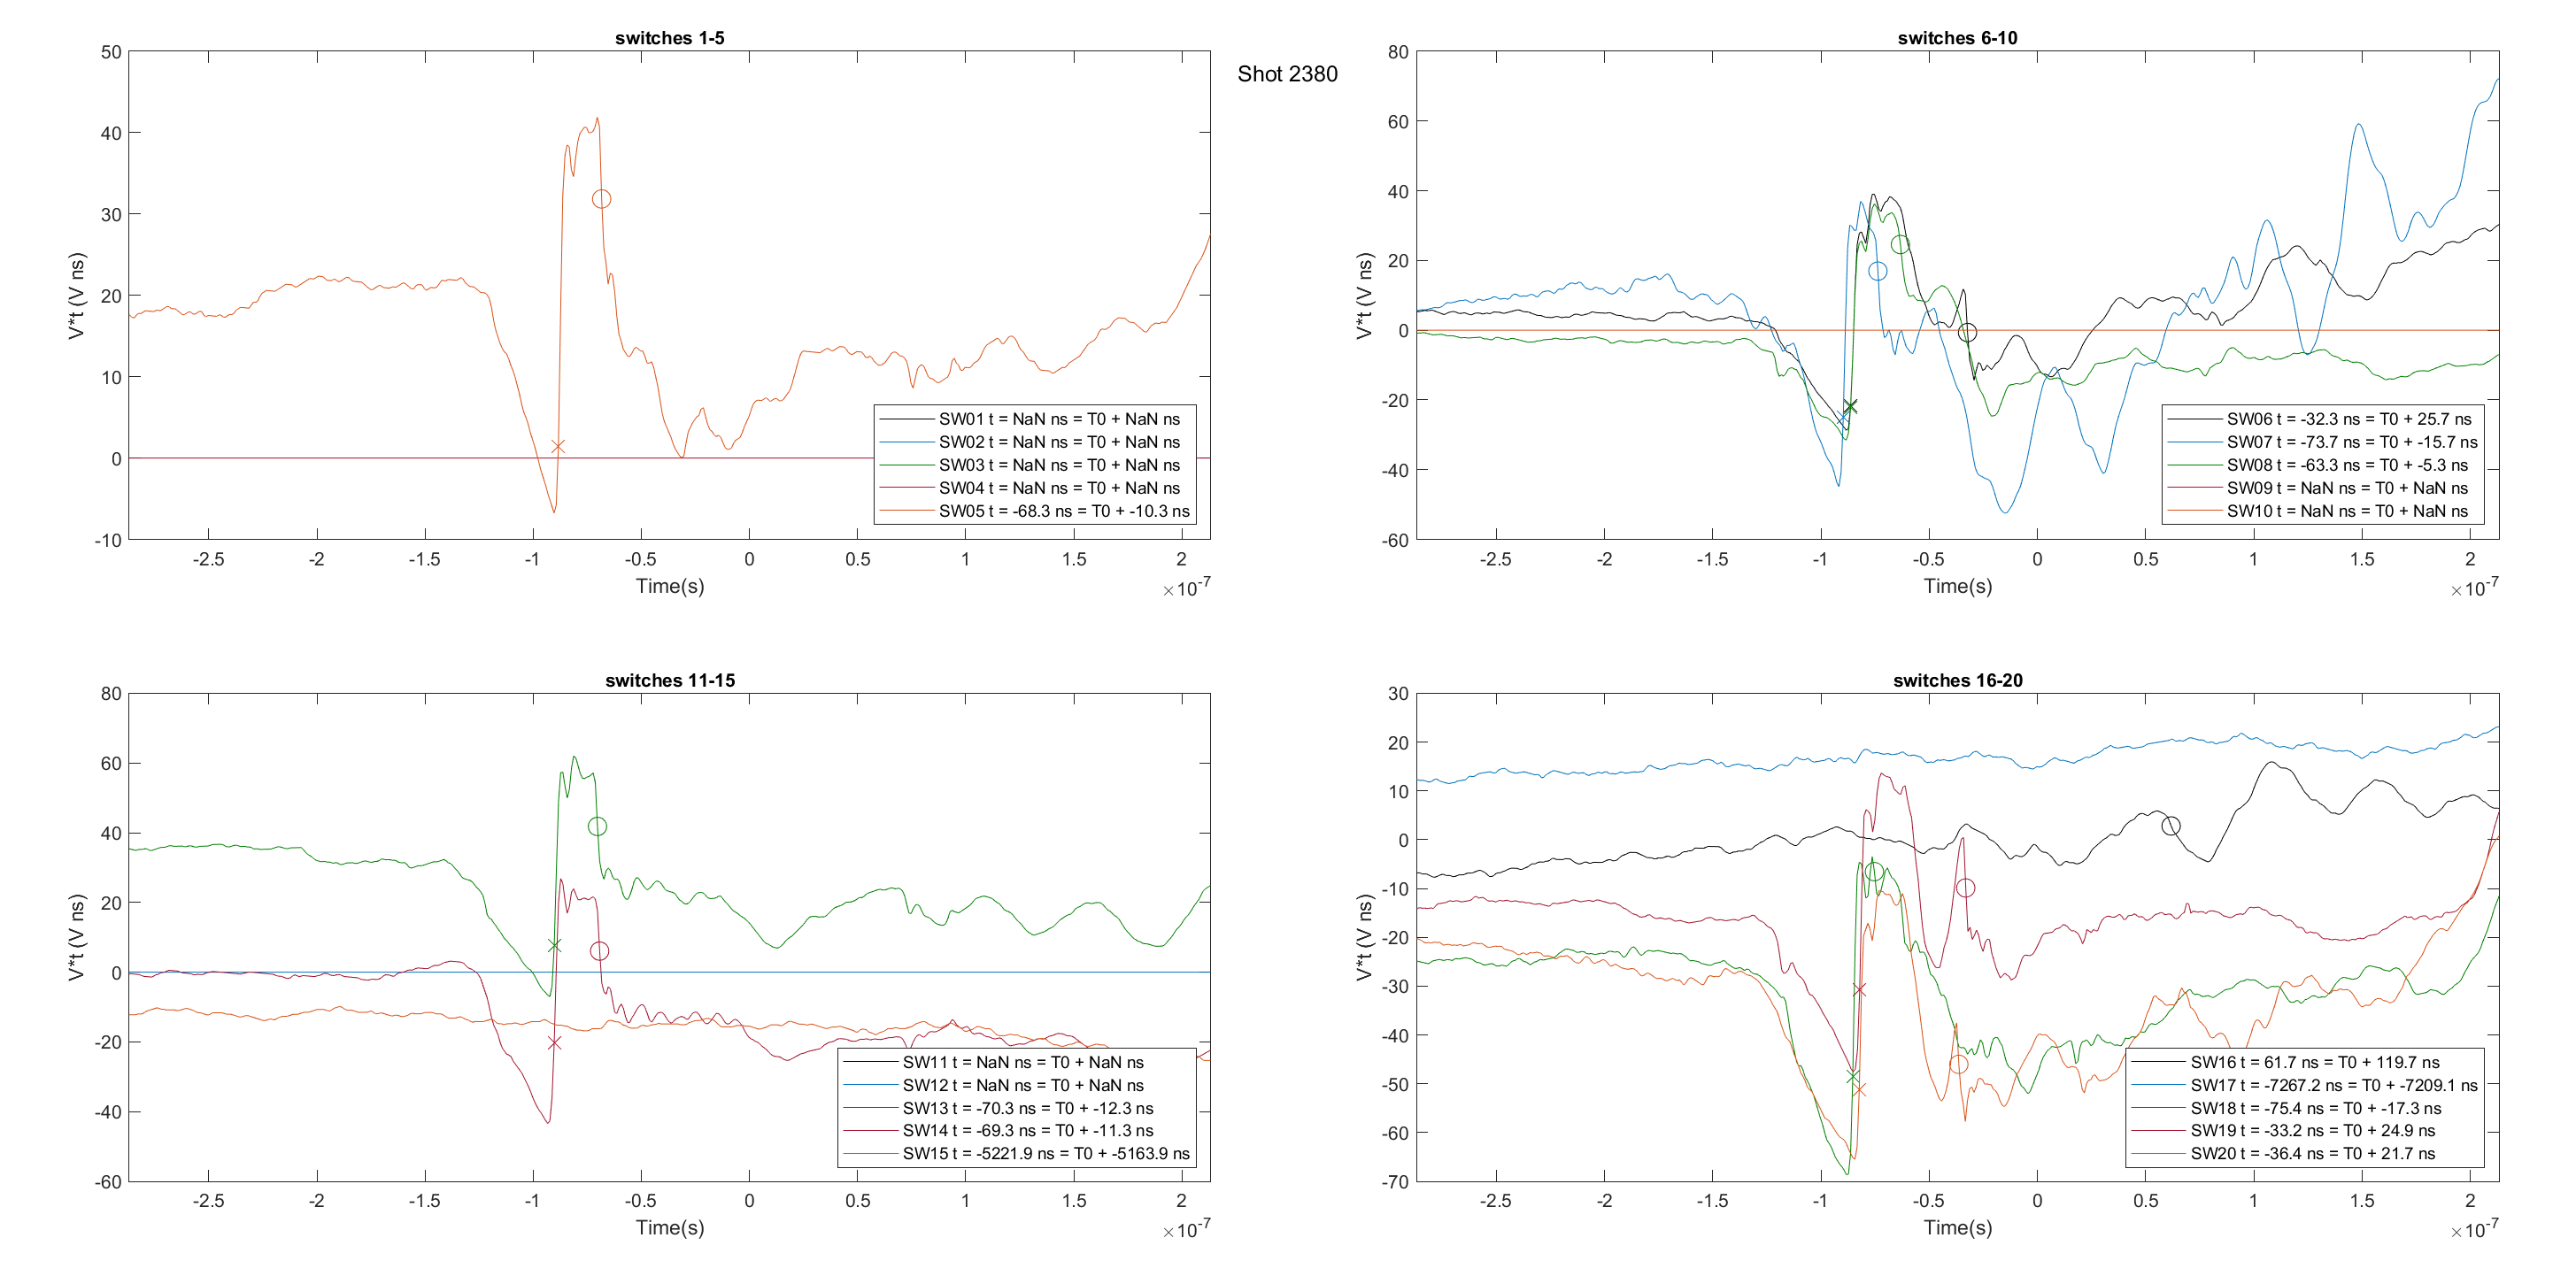 Shot 2380
switches 1-5
50
40
30
20
10
0
-10
V*t (V ns)
-2.5 -2 -1.5 -1 -0.5 0 0.5 1 1.5 2
Time(s)
×10-7
SW01 t = NaN ns = T0 + NaN ns
SW02 t = NaN ns = T0 + NaN ns
SW03 t = NaN ns = T0 + NaN ns
SW04 t = NaN ns = T0 + NaN ns
SW05 t = -68.3 ns = T0 + -10.3 ns
switches 6-10
80
60
40
20
0
-20
-40
-60
V*t (V ns)
-2.5 -2 -1.5 -1 -0.5 0 0.5 1 1.5 2
Time(s)
×10-7
SW06 t = -32.3 ns = T0 + 25.7 ns
SW07 t = -73.7 ns = T0 + -15.7 ns
SW08 t = -63.3 ns = T0 + -5.3 ns
SW09 t = NaN ns = T0 + NaN ns
SW10 t = NaN ns = T0 + NaN ns
switches 11-15
80
60
40
20
0
-20
-40
-60
V*t (V ns)
-2.5 -2 -1.5 -1 -0.5 0 0.5 1 1.5 2
Time(s)
×10-7
SW11 t = NaN ns = T0 + NaN ns
SW12 t = NaN ns = T0 + NaN ns
SW13 t = -70.3 ns = T0 + -12.3 ns
SW14 t = -69.3 ns = T0 + -11.3 ns
SW15 t = -5221.9 ns = T0 + -5163.9 ns
switches 16-20
30
20
10
0
-10
-20
-30
-40
-50
-60
-70
V*t (V ns)
-2.5 -2 -1.5 -1 -0.5 0 0.5 1 1.5 2
Time(s)
×10-7
SW16 t = 61.7 ns = T0 + 119.7 ns
SW17 t = -7267.2 ns = T0 + -7209.1 ns
SW18 t = -75.4 ns = T0 + -17.3 ns
SW19 t = -33.2 ns = T0 + 24.9 ns
SW20 t = -36.4 ns = T0 + 21.7 ns